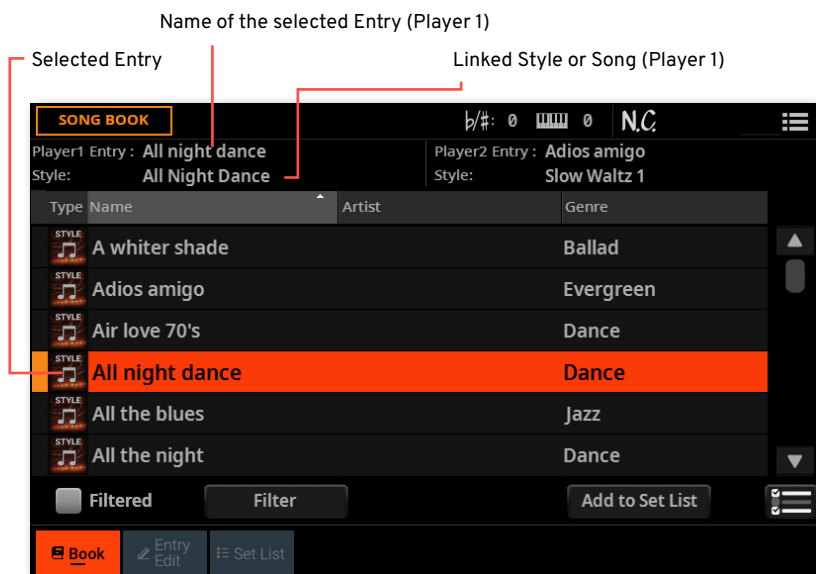 Name of the selected Entry (Player 1)
Selected Entry
Linked Style or Song (Player 1)
SONG BOOK
b/#: 0 0 N.C.
Player1 Entry : All night dance
Player2 Entry : Adios amigo
Style: All Night Dance
Style: Slow Waltz 1
Type Name Artist Genre
STYLE
A whiter shade Ballad
STYLE
Adios amigo Evergreen
STYLE
Air love 70's Dance
STYLE
All night dance Dance
STYLE
All the blues Jazz
STYLE
All the night Dance
Filtered Filter Add to Set List
Book Entry Edit Set List